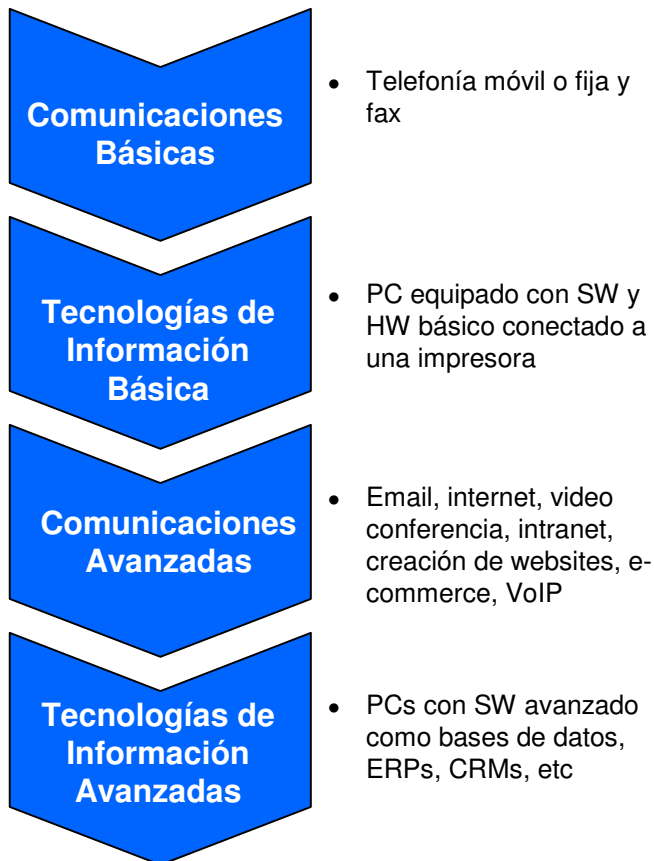 Comunicaciones
Básicas
● Telefonía móvil o fija y
fax
Tecnologías de
Información
Básica
● PC equipado con SW y
HW básico conectado a
una impresora
Comunicaciones
Avanzadas
● Email, internet, video
conferencia, intranet,
creación de websites, e-
commerce, VoIP
Tecnologías de
Información
Avanzadas
● PCs con SW avanzado
como bases de datos,
ERPs, CRMs, etc